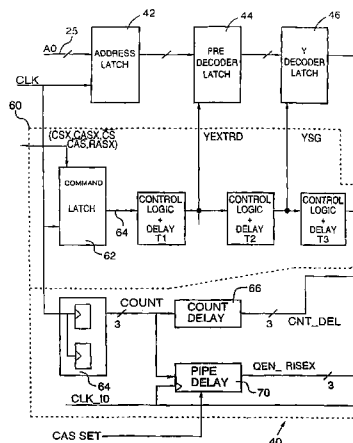 42
44
46
25
A0
ADDRESS
LATCH
PRE
DECODER
LATCH
Y
DECODER
LATCH
CLK
60
(CSX,CASX,CS
CAS,RASX)
YEXTRD
YSG
COMMAND
LATCH
64
62
CONTROL
LOGIC
+
DELAY
T1
CONTROL
LOGIC
+
DELAY
T2
CONTROL
LOGIC
+
DELAY
T3
COUNT
3
66
COUNT
DELAY
3
CNT_DEL
64
PIPE
DELAY
70
QEN_RISEX
3
CLK_10
CAS SET
40